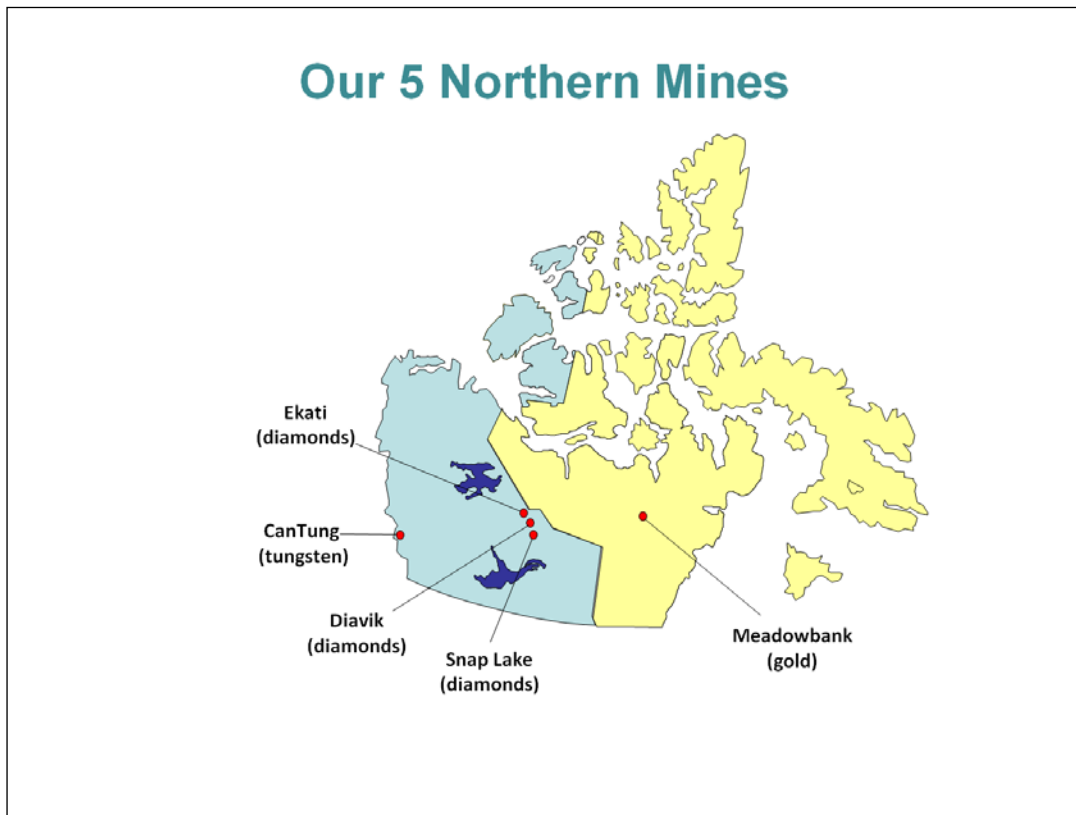 Our 5 Northern Mines
Ekati
(diamonds)
CanTung
(tungsten)
Diavik
(diamonds)
Snap Lake
(diamonds)
Meadowbank
(gold)